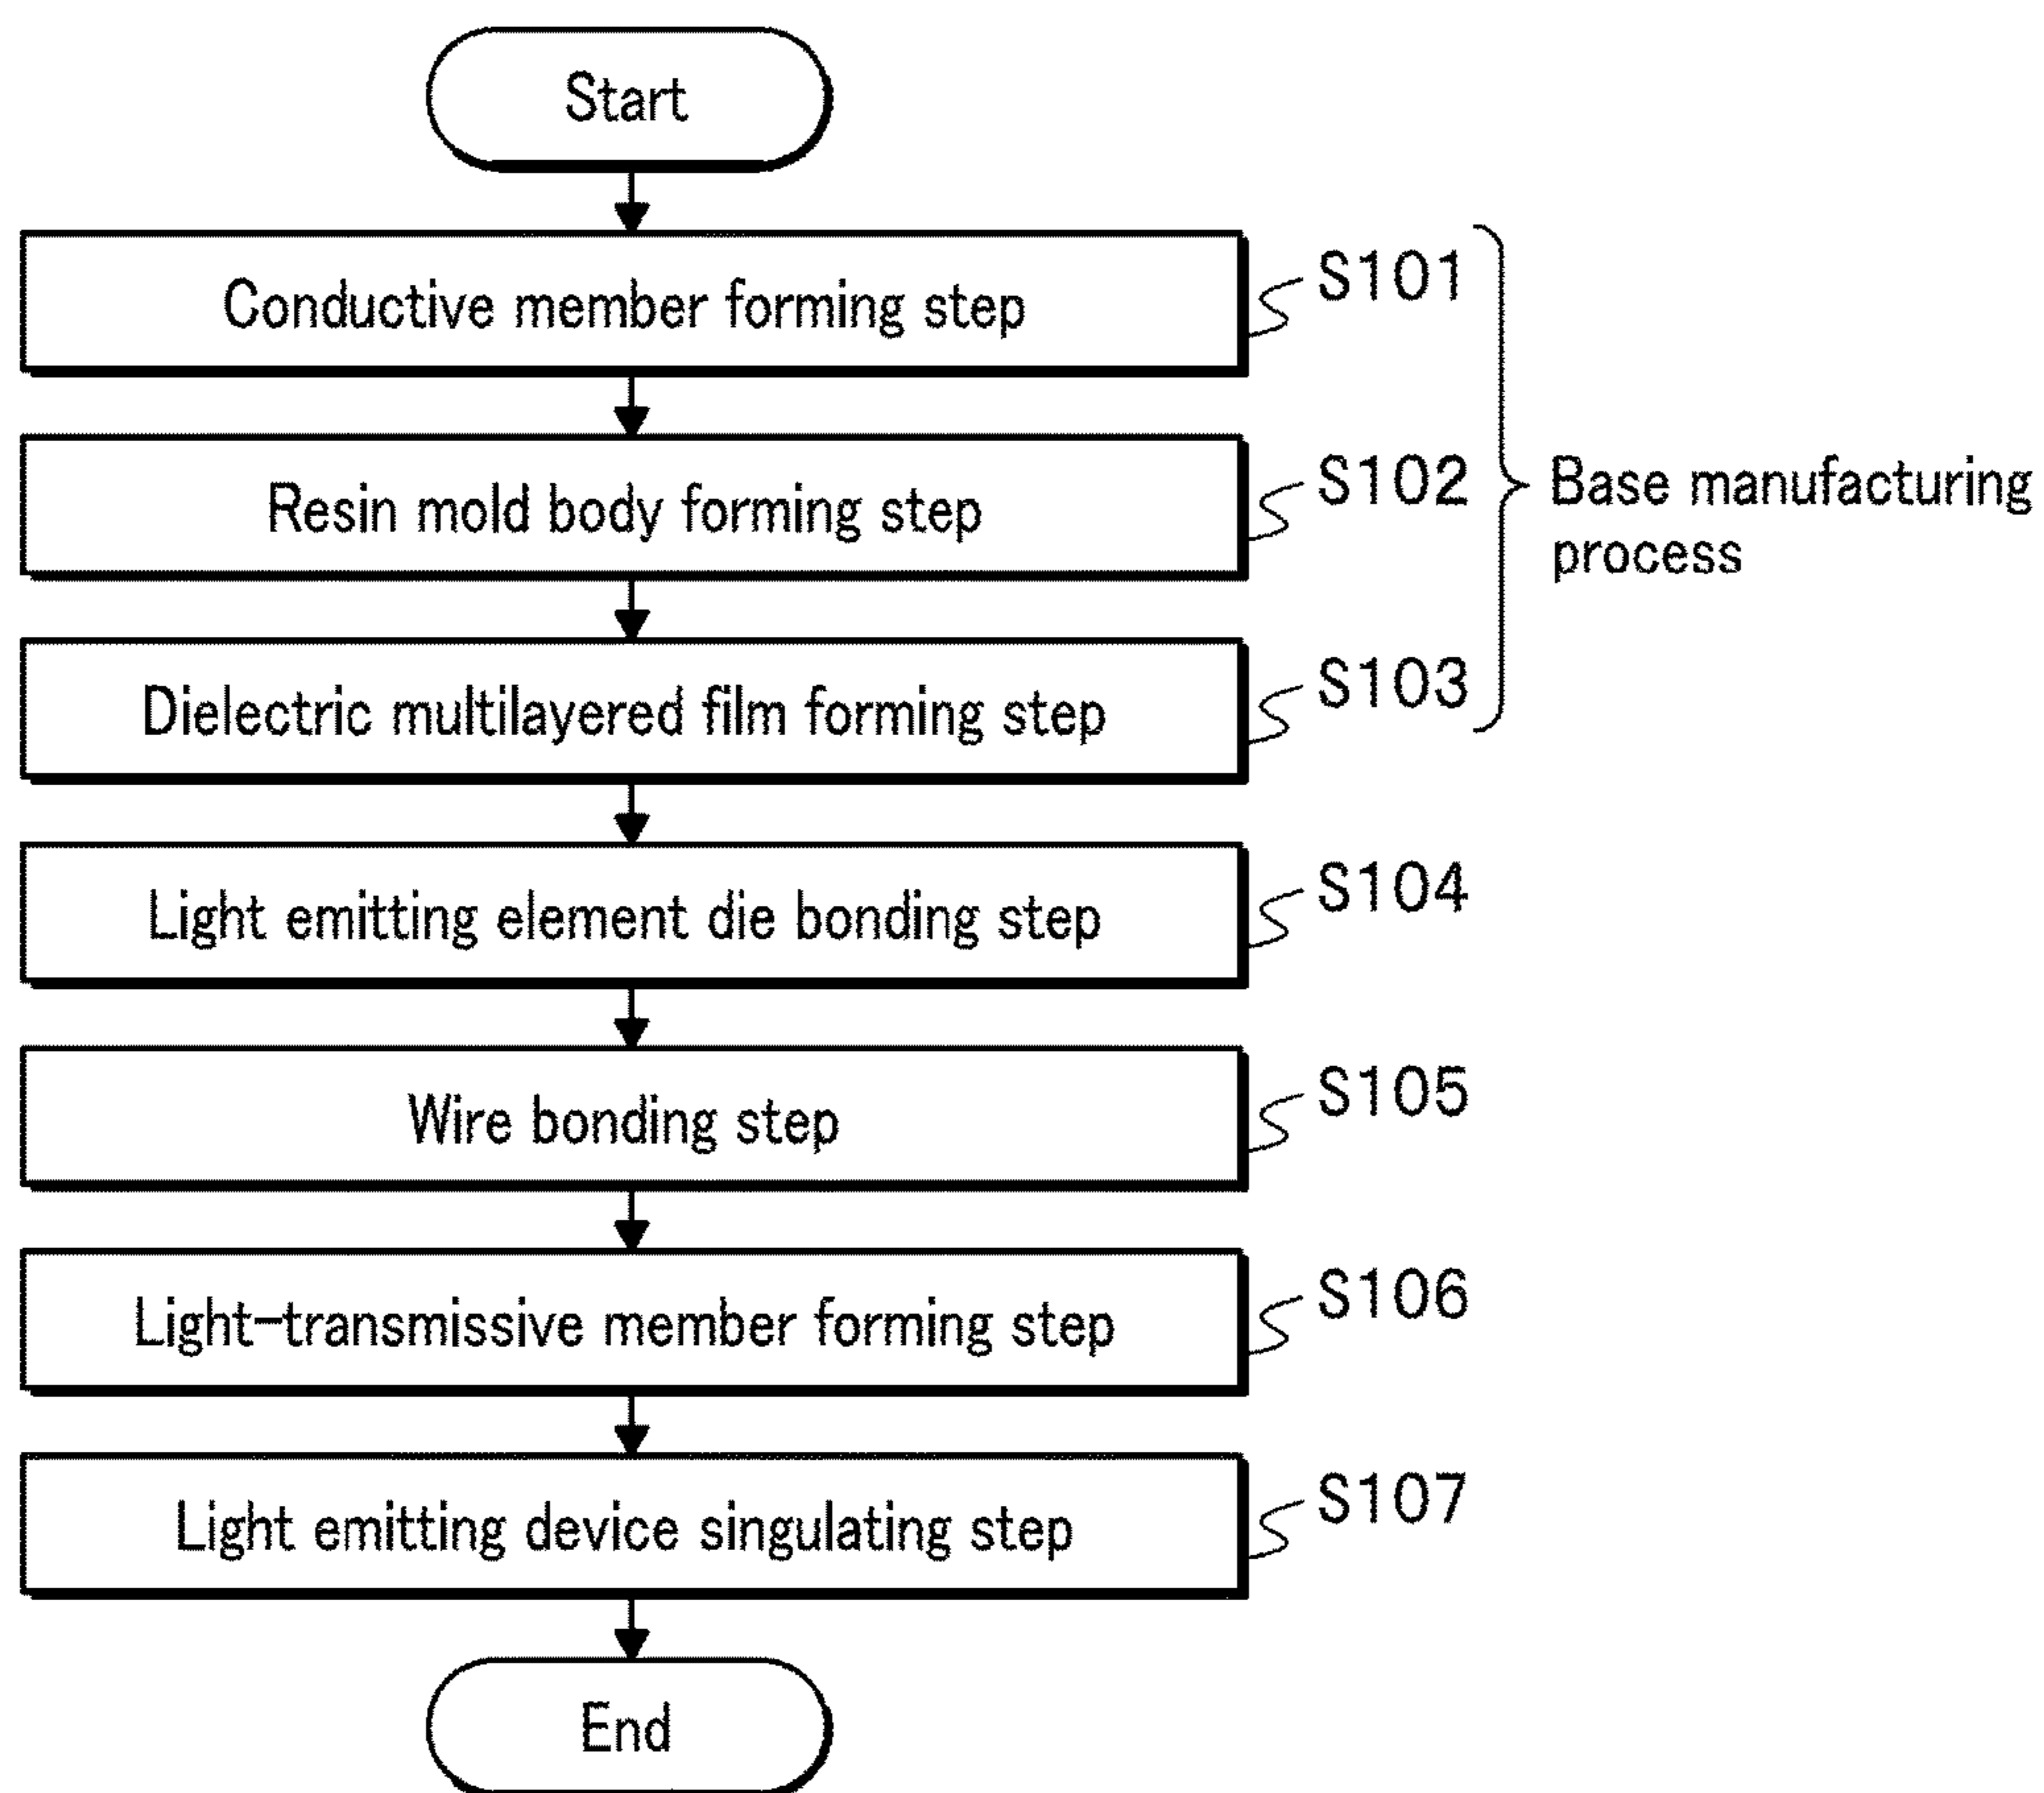 Start
Conductive member forming step
S101
Resin mold body forming step
S102
Base manufacturing
process
Dielectric multilayered film forming step
S103
Light emitting element die bonding step
S104
Wire bonding step
S105
Light-transmissive member forming step
S106
Light emitting device singulating step
S107
End